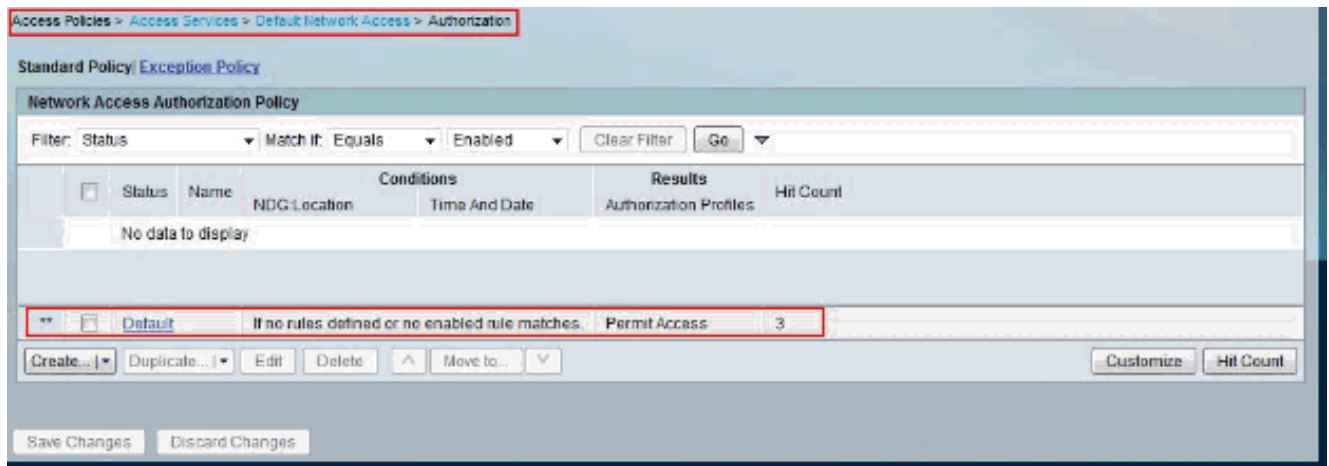 Access Policies > Access Services > Default Network Access > Authorization
Standard Policy| Exception Policy
Network Access Authorization Policy
Filter: Status Match if: Equals Enabled Clear Filter Go
Conditions Results
Status Name Hit Count
NDG:Location Time And Date Authorization Profiles
No data to display
** Default If no rules defined or no enabled rule matches. Permit Access 3
Create... | Duplicate... | Edit Delete ^ Move to... V Customize Hit Count
Save Changes Discard Changes